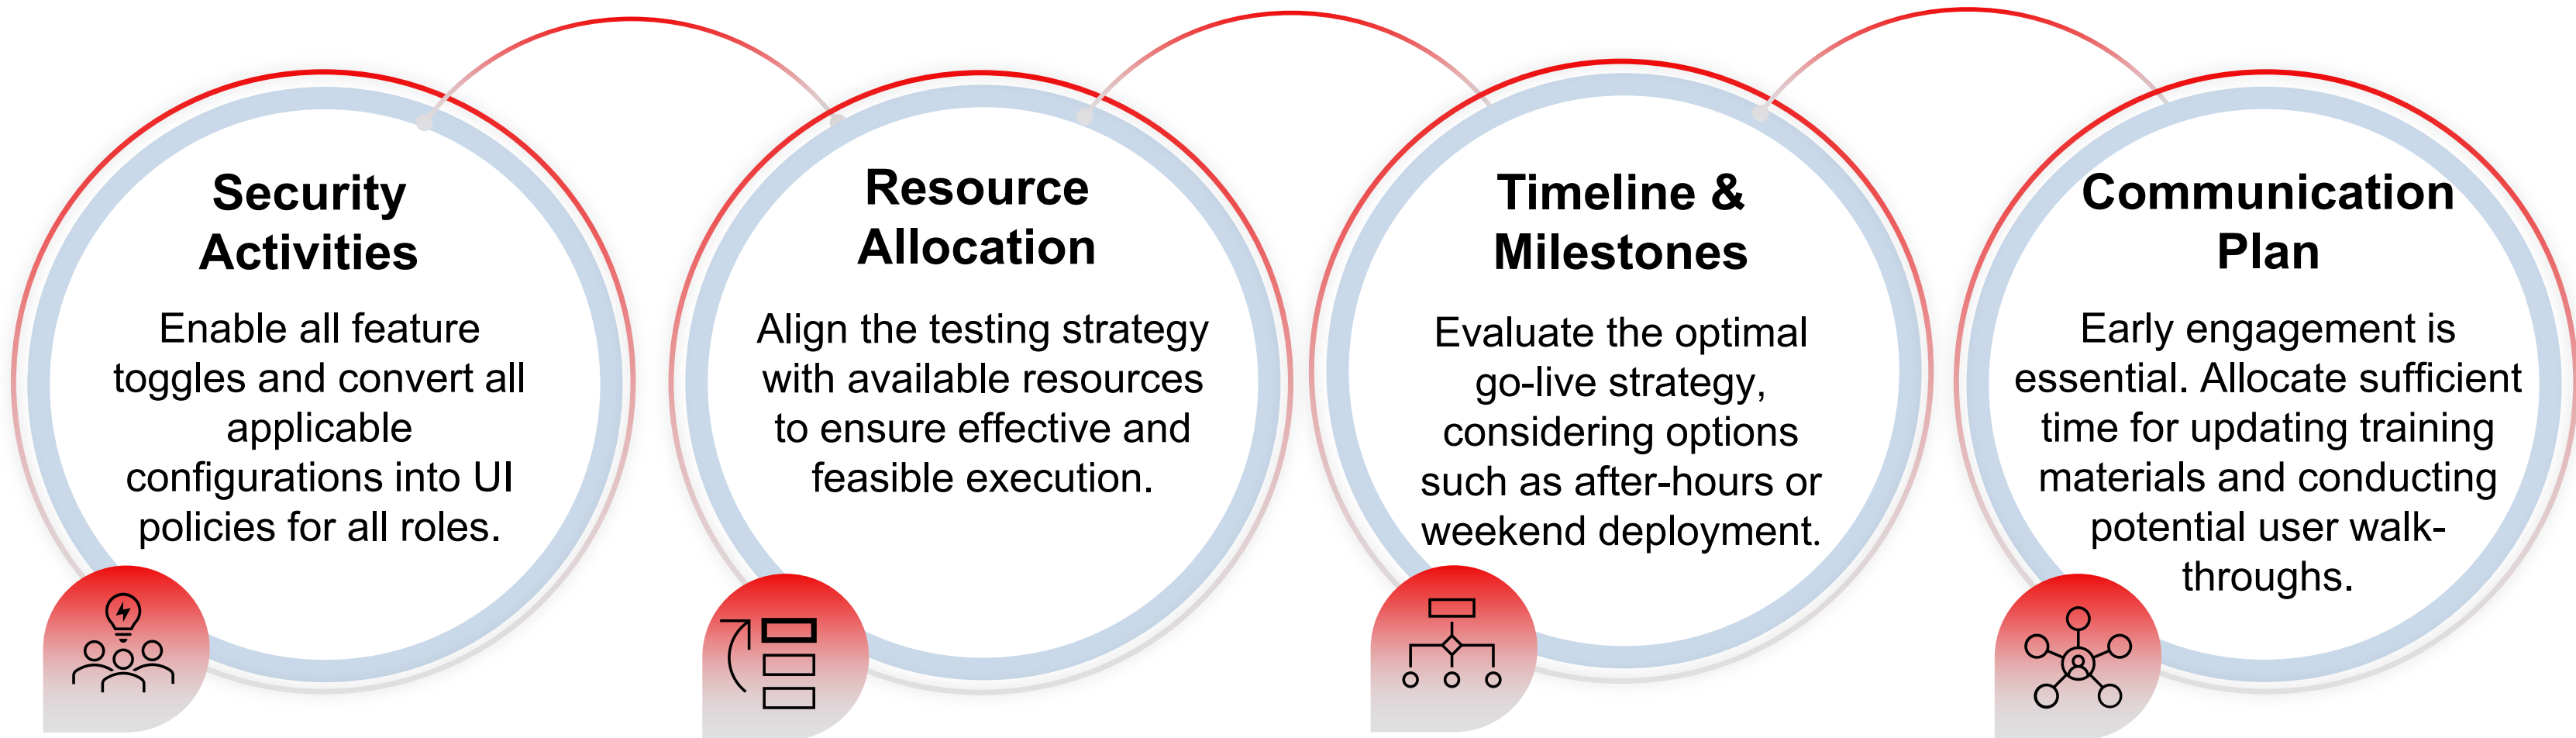 Security
Activities
Enable all feature
toggles and convert all
applicable
configurations into UI
policies for all roles.
Resource
Allocation
Align the testing strategy
with available resources
to ensure effective and
feasible execution.
Timeline &
Milestones
Evaluate the optimal
go-live strategy,
considering options
such as after-hours or
weekend deployment.
Communication
Plan
Early engagement is
essential. Allocate sufficient
time for updating training
materials and conducting
potential user walk-
throughs.